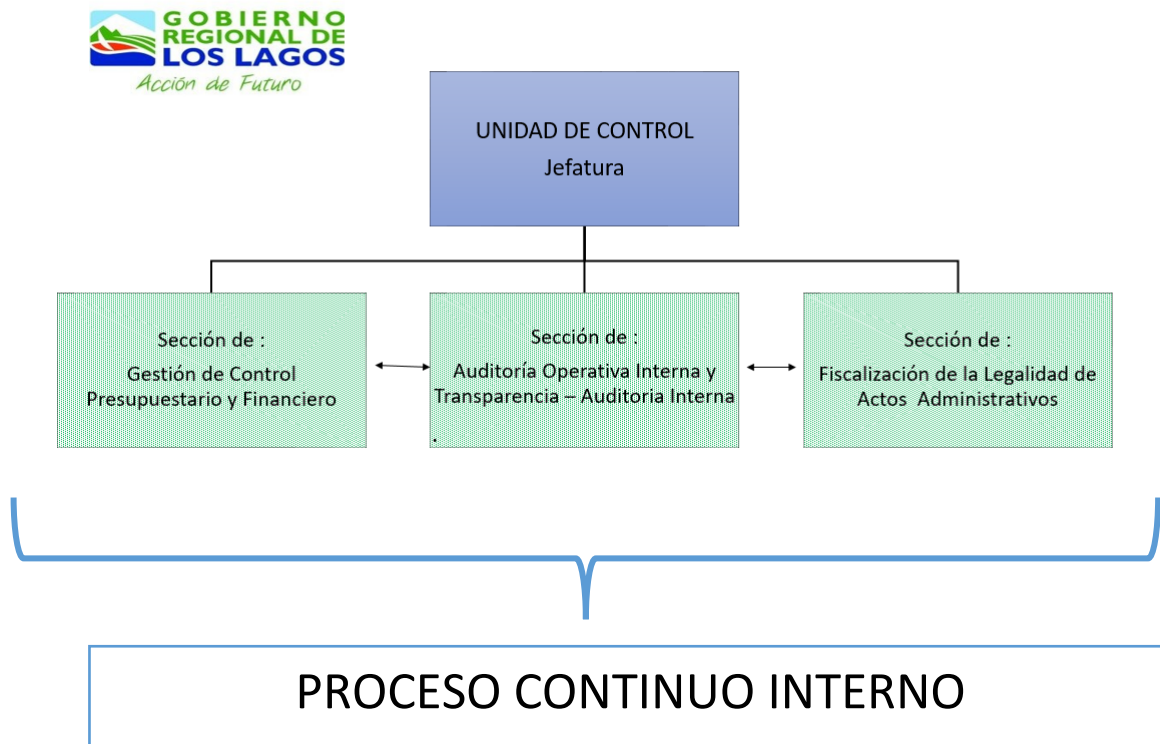 GOBIERNO
REGIONAL DE
LOS LAGOS
Acción de Futuro
UNIDAD DE CONTROL
Jefatura
Sección de :
Gestión de Control
Presupuestario y Financiero
Sección de :
Auditoría Operativa Interna y
Transparencia – Auditoria Interna
.
Sección de :
Fiscalización de la Legalidad de
Actos Administrativos
PROCESO CONTINUO INTERNO